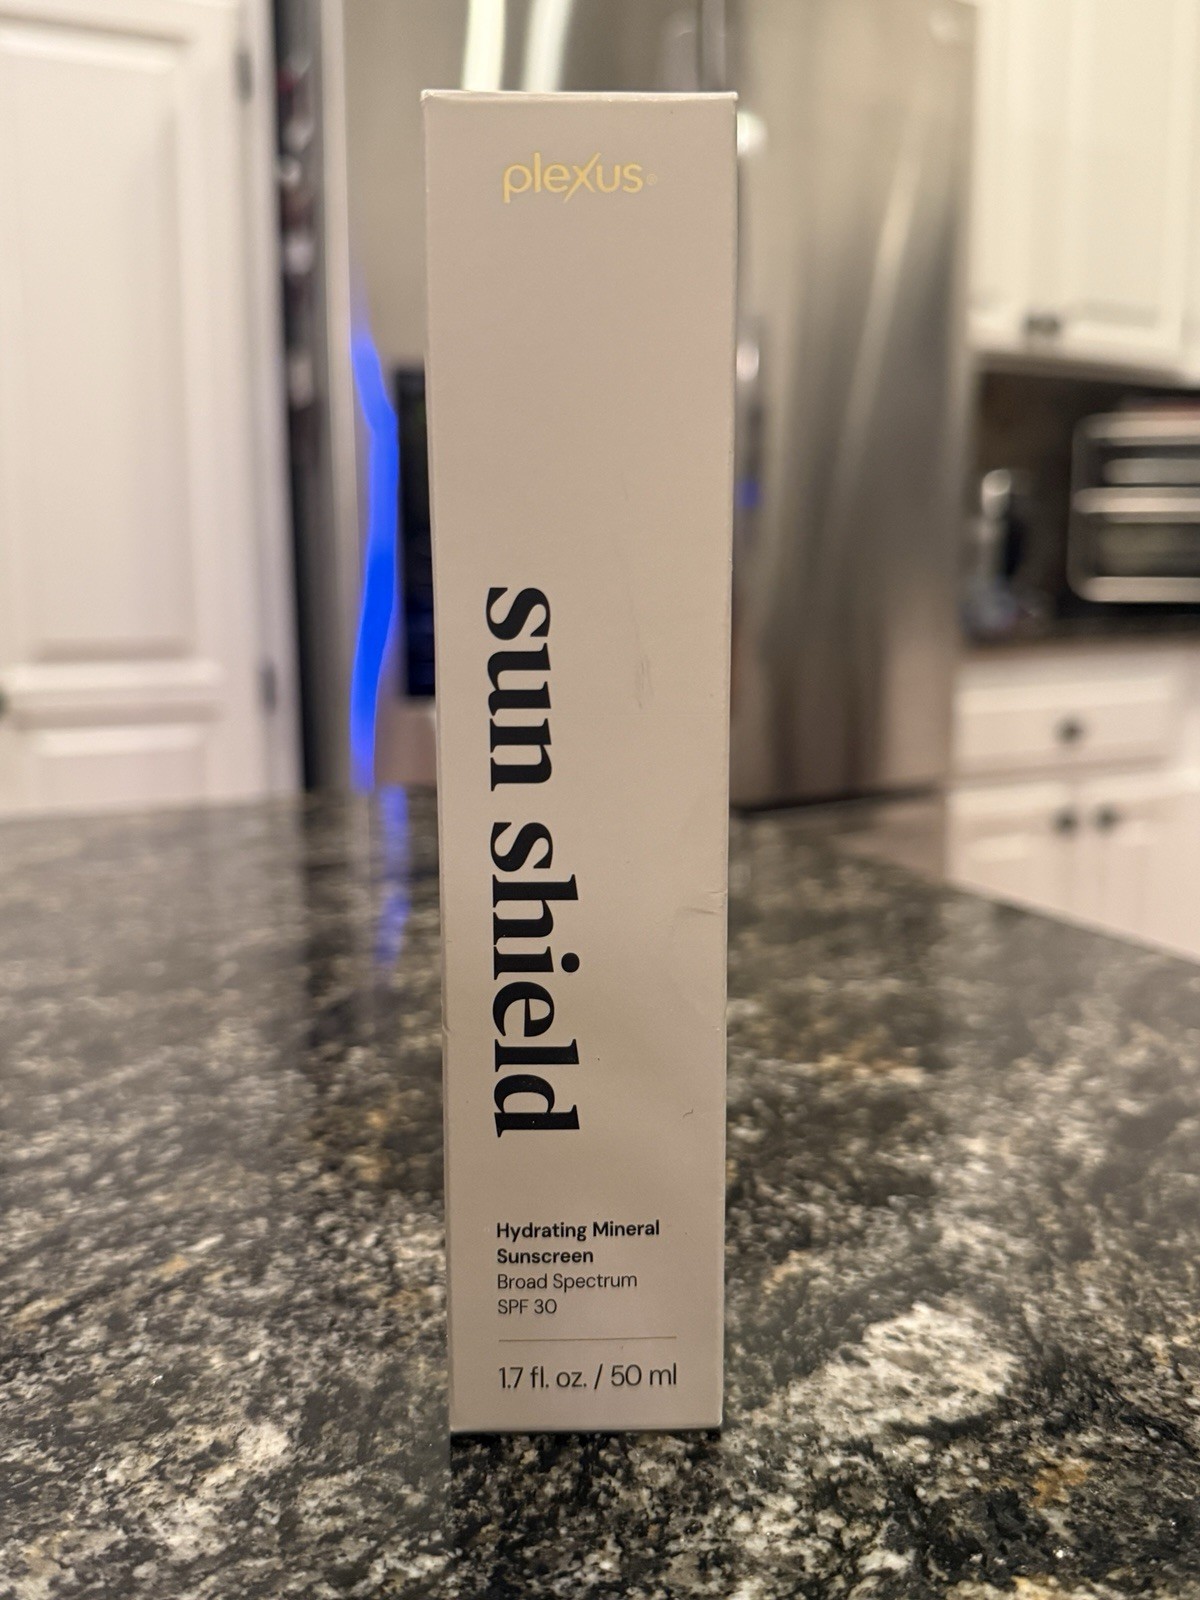 plexus®
sun shield
Hydrating Mineral
Sunscreen
Broad Spectrum
SPF 30
1.7 fl. oz. / 50 ml